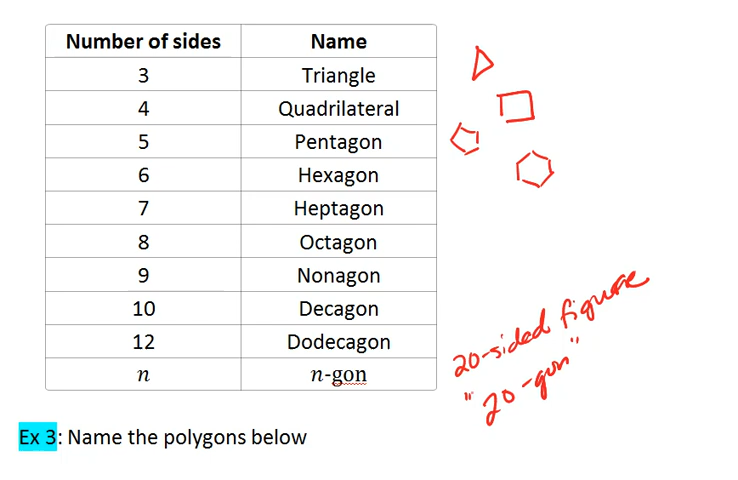 Number of sides Name
3 Triangle
4 Quadrilateral
5 Pentagon
6 Hexagon
7 Heptagon
8 Octagon
9 Nonagon
10 Decagon
12 Dodecagon
n n-gon
20-sided figure
"20-gon"
Ex 3: Name the polygons below